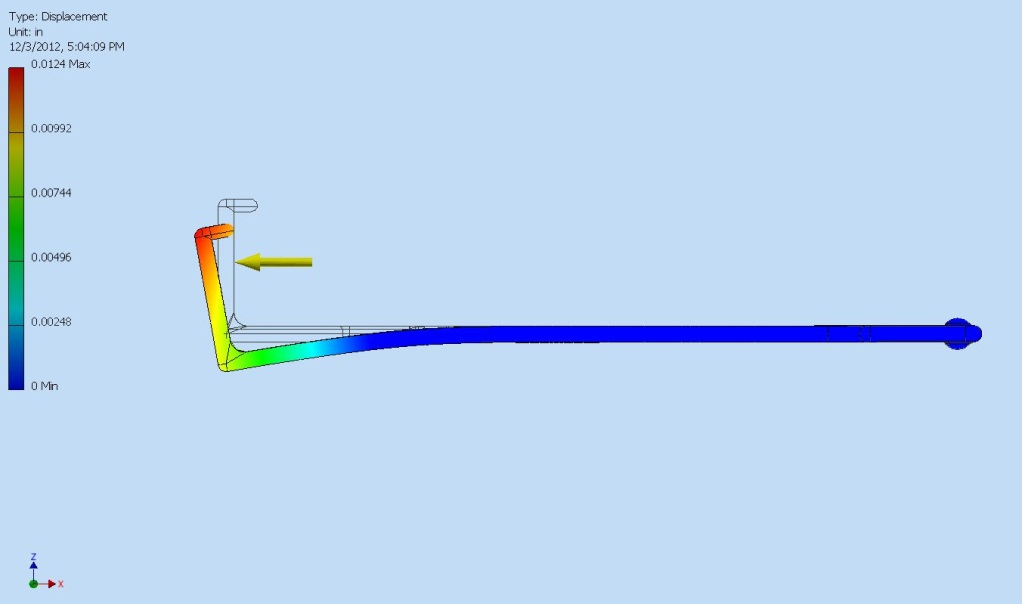 Type: Displacement
Unit: in
12/3/2012, 5:04:09 PM
0.0124 Max
0.00992
0.00744
0.00496
0.00248
0 Min
Z
X